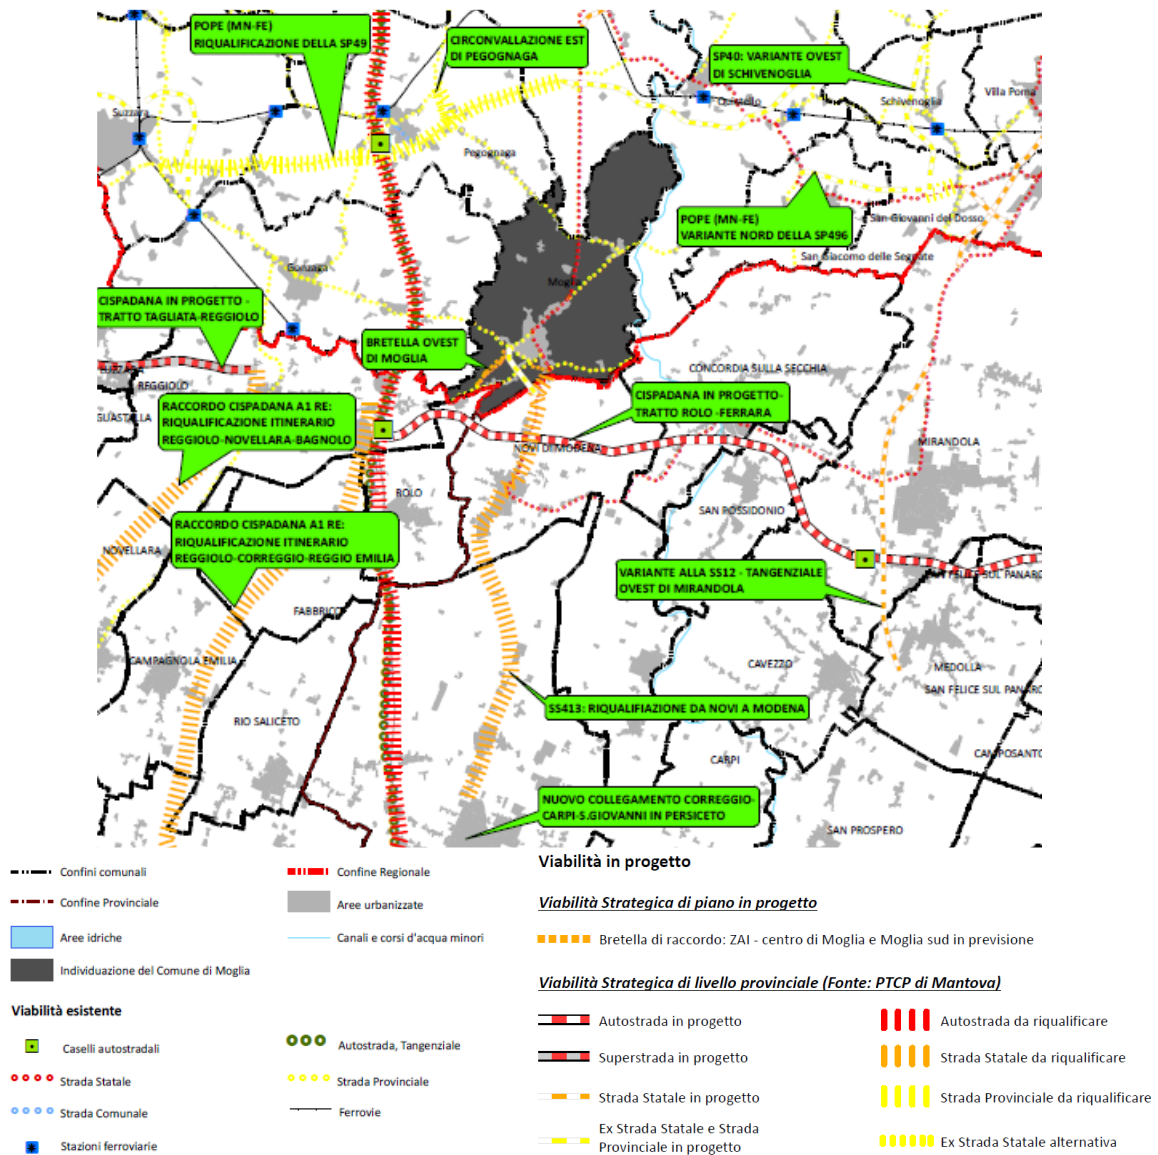 POPE (MN-FE)
RIQUALIFICAZIONE DELLA SP49
CIRCONVALLAZIONE EST
DI PEGOGNAGA
SP40: VARIANTE OVEST
DI SCHIVENOGLIA
Suzzara
Quistello
Schivenoglia
Villa Poma
Pegognaga
POPE (MN-FE)
VARIANTE NORD DELLA SP496
San Giovanni del Dosso
San Giacomo delle Segnate
Gonzaga
Moglia
CISPADANA IN PROGETTO -
TRATTO TAGLIATA-REGGIOLO
BRETELLA OVEST
DI MOGLIA
LUZZARA
REGGIOLO
GUASTALLA
CONCORDIA SULLA SECCHIA
CISPADANA IN PROGETTO-
TRATTO ROLO -FERRARA
RACCORDO CISPADANA A1 RE:
RIQUALIFICAZIONE ITINERARIO
REGGIOLO-NOVELLARA-BAGNOLO
NOVI DI MODENA
MIRANDOLA
ROLO
SAN POSSIDONIO
RACCORDO CISPADANA A1 RE:
RIQUALIFICAZIONE ITINERARIO
REGGIOLO-CORREGGIO-REGGIO EMILIA
NOVELLARA
VARIANTE ALLA SS12 - TANGENZIALE
OVEST DI MIRANDOLA
SAN FELICE SUL PANARO
FABBRICO
CAMPAGNOLA EMILIA
CAVEZZO
MEDOLLA
SAN FELICE SUL PANARO
SS413: RIQUALIFIAZIONE DA NOVI A MODENA
RIO SALICETO
CARPI
CAMPOSANTO
NUOVO COLLEGAMENTO CORREGGIO-
CARPI-S.GIOVANNI IN PERSICETO
SAN PROSPERO
Confini comunali
Confine Provinciale
Aree idriche
Individuazione del Comune di Moglia
Confine Regionale
Aree urbanizzate
Canali e corsi d'acqua minori
Viabilità esistente
Caselli autostradali
Strada Statale
Strada Comunale
Stazioni ferroviarie
Autostrada, Tangenziale
Strada Provinciale
Ferrovie
Viabilità in progetto
Viabilità Strategica di piano in progetto
Bretella di raccordo: ZAI - centro di Moglia e Moglia sud in previsione
Viabilità Strategica di livello provinciale (Fonte: PTCP di Mantova)
Autostrada in progetto
Superstrada in progetto
Strada Statale in progetto
Ex Strada Statale e Strada
Provinciale in progetto
Autostrada da riqualificare
Strada Statale da riqualificare
Strada Provinciale da riqualificare
Ex Strada Statale alternativa